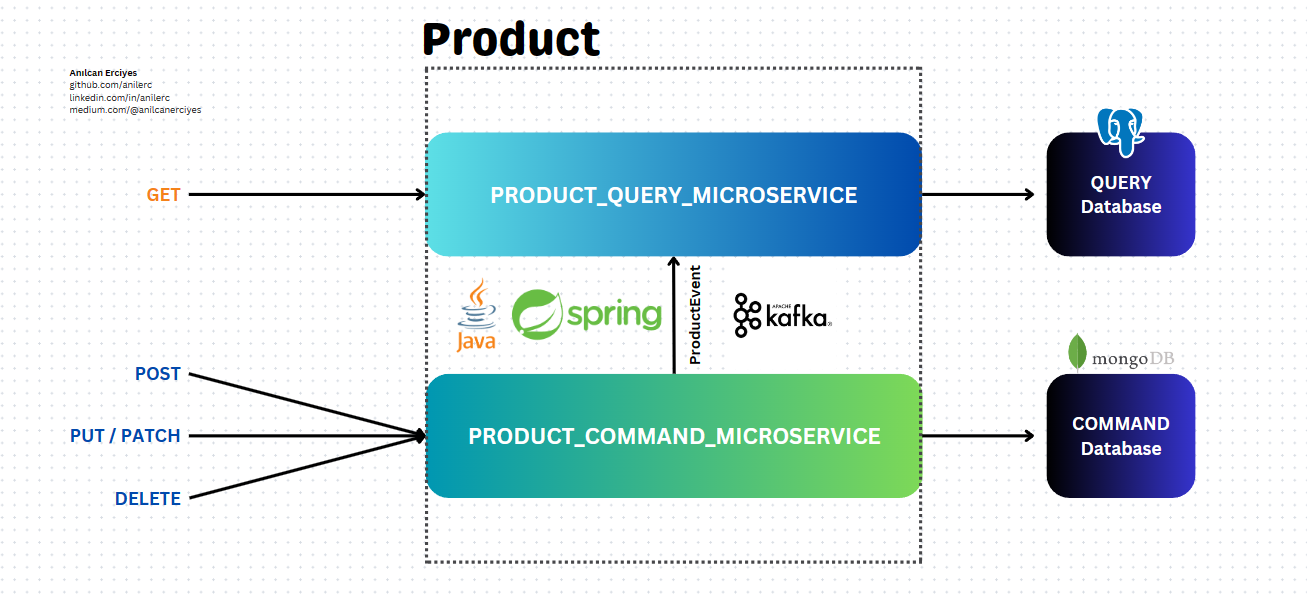 Product
Anılcan Erciyes
github.com/anilerc
linkedin.com/in/anilerc
medium.com/@anilcanerciyes
GET
PRODUCT_QUERY_MICROSERVICE
QUERY
Database
Java
spring
ProductEvent
APACHE
kafka®
mongoDB
POST
PUT / PATCH
DELETE
PRODUCT_COMMAND_MICROSERVICE
COMMAND
Database